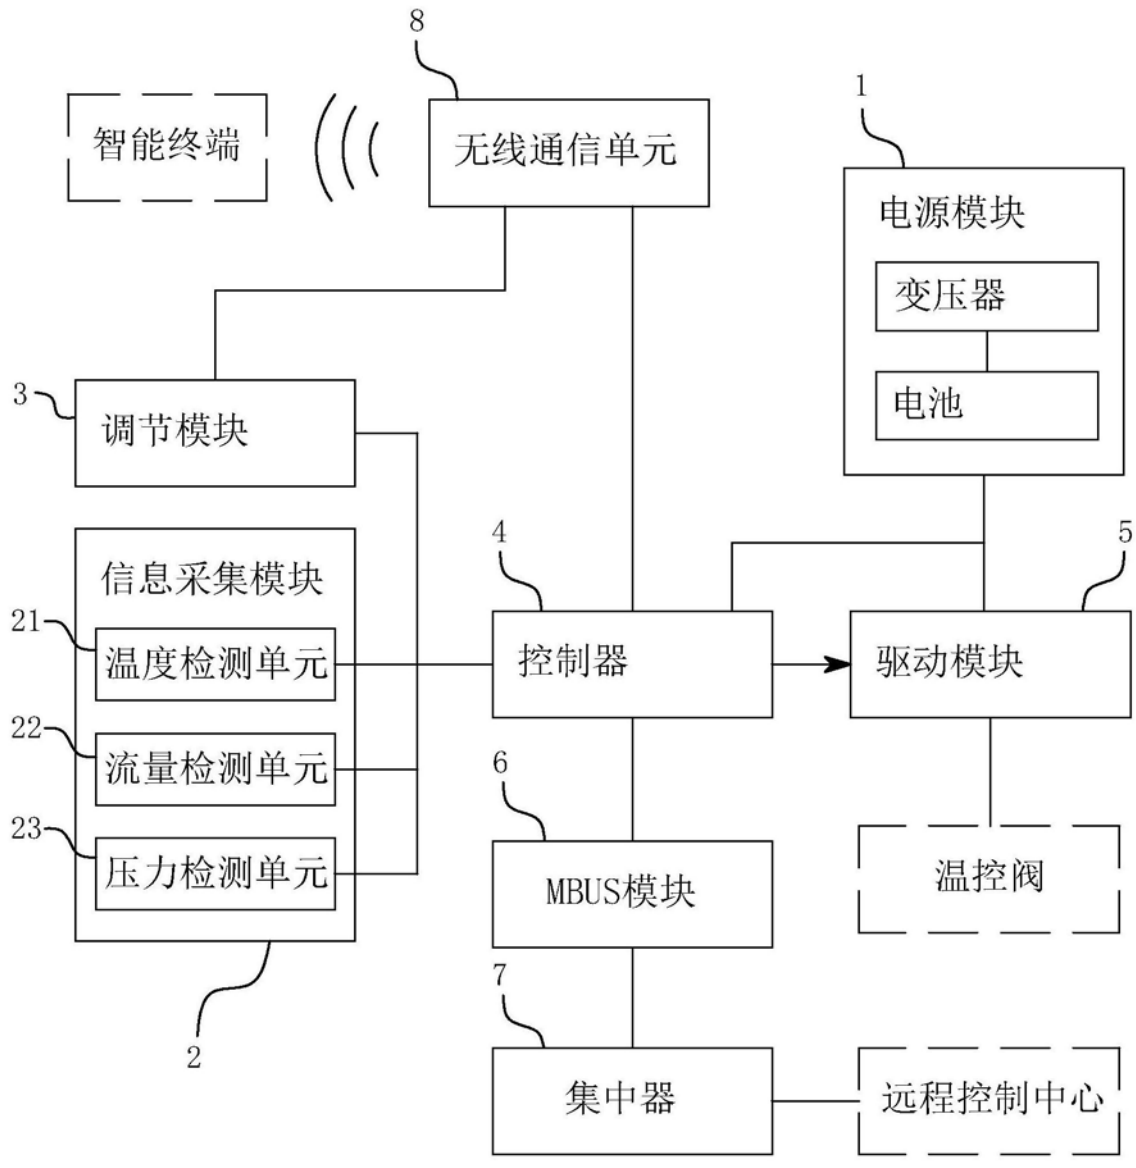 8
1
智能终端
无线通信单元
电源模块
变压器
电池
3
调节模块
4
5
信息采集模块
21
温度检测单元
控制器
驱动模块
22
流量检测单元
6
23
压力检测单元
MBUS模块
温控阀
7
2
集中器
远程控制中心